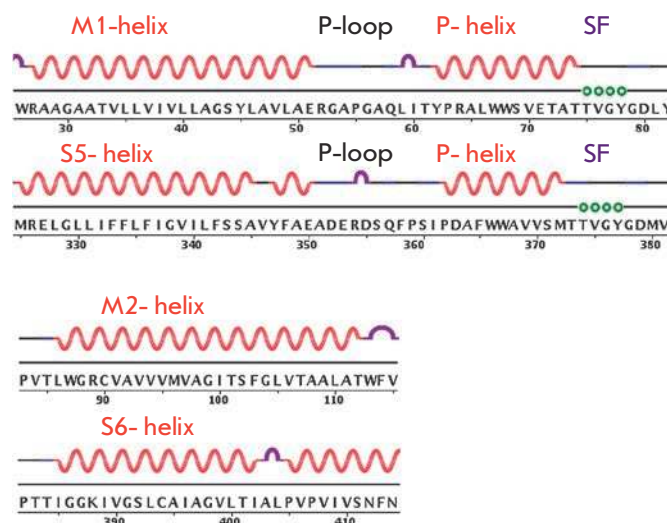 M1-helix P-loop P- helix SF
WRAAGAATVLLVIVLLAGSYLAVLAERGAPGAQLITYPRALWWSVETATTVGYGDLY
30 40 50 60 70 80
S5- helix P-loop P- helix SF
MRELGLLIFFLFIGVILFSSAVYFAEADERDSQFPSIPDAFWWAVVSMTTVGYGDMV
330 340 350 360 370 380
M2- helix
PVTLWGRCVAVVVMVAGITSFGLVTAALATWFV
90 100 110
S6- helix
PTTIGGKIVGSLCAIAGVLTIALPVPVIVSNFN
390 400 410